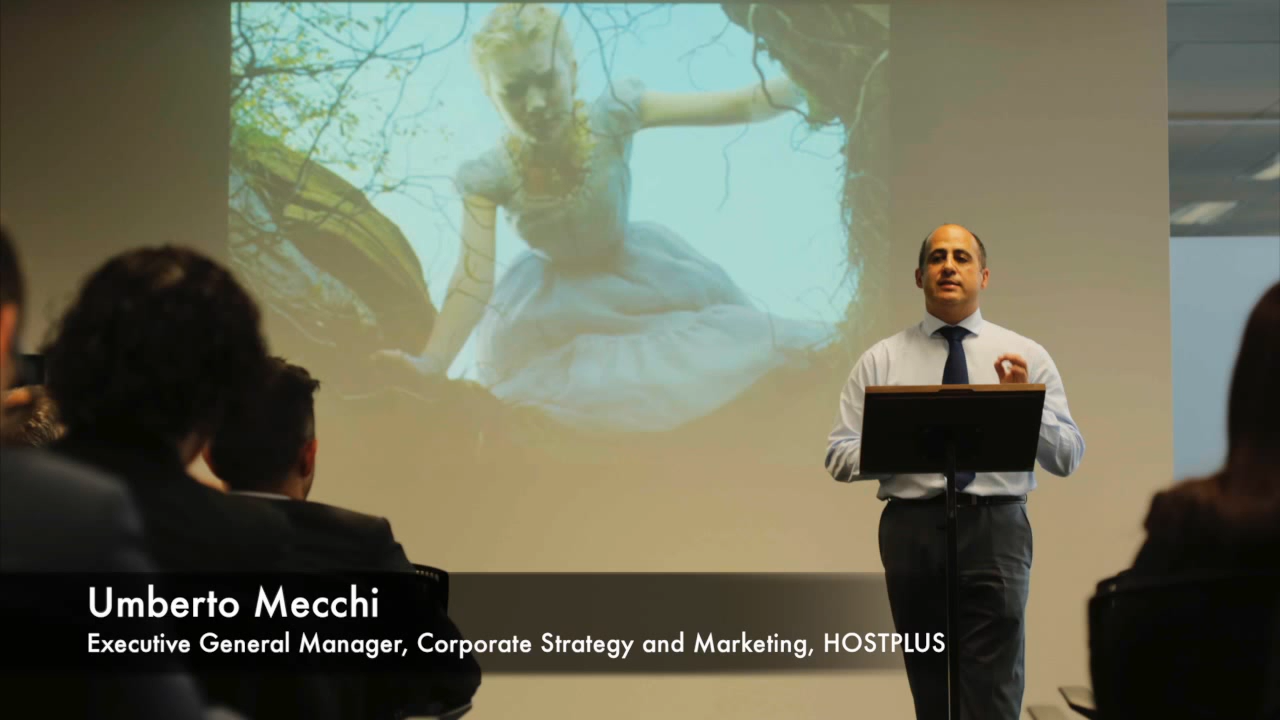 Umberto Mecchi
Executive General Manager, Corporate Strategy and Marketing, HOSTPLUS